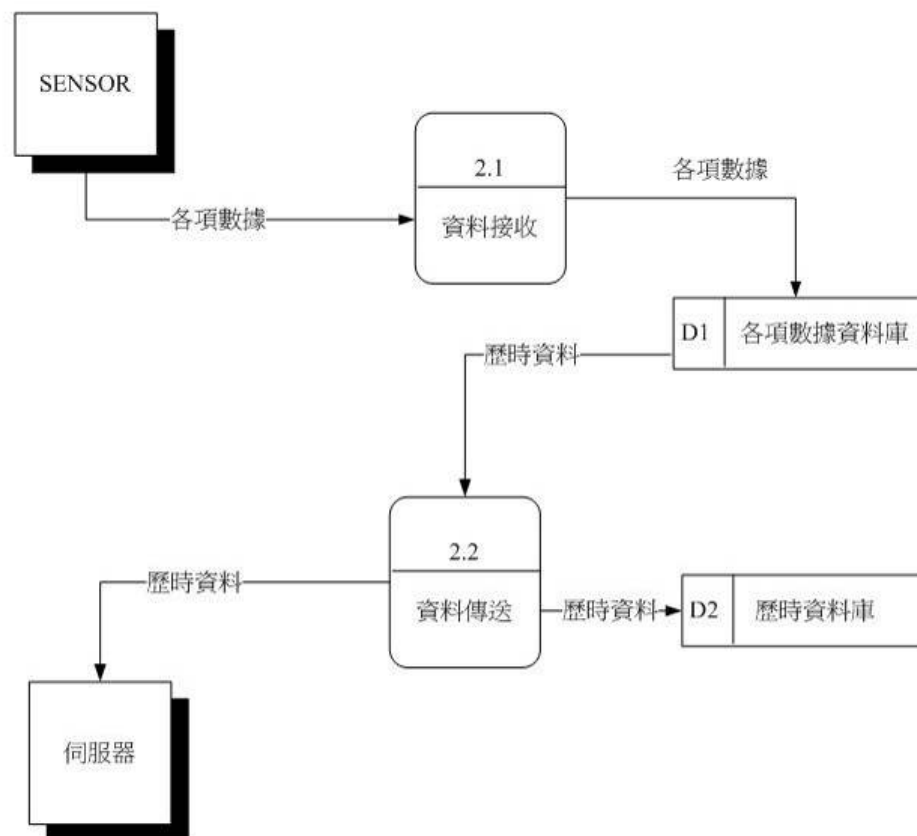 SENSOR
2.1
各項數據
各項數據
資料接收
D1
各項數據資料庫
歷時資料
2.2
歷時資料
資料傳送
歷時資料
D2
歷時資料庫
伺服器